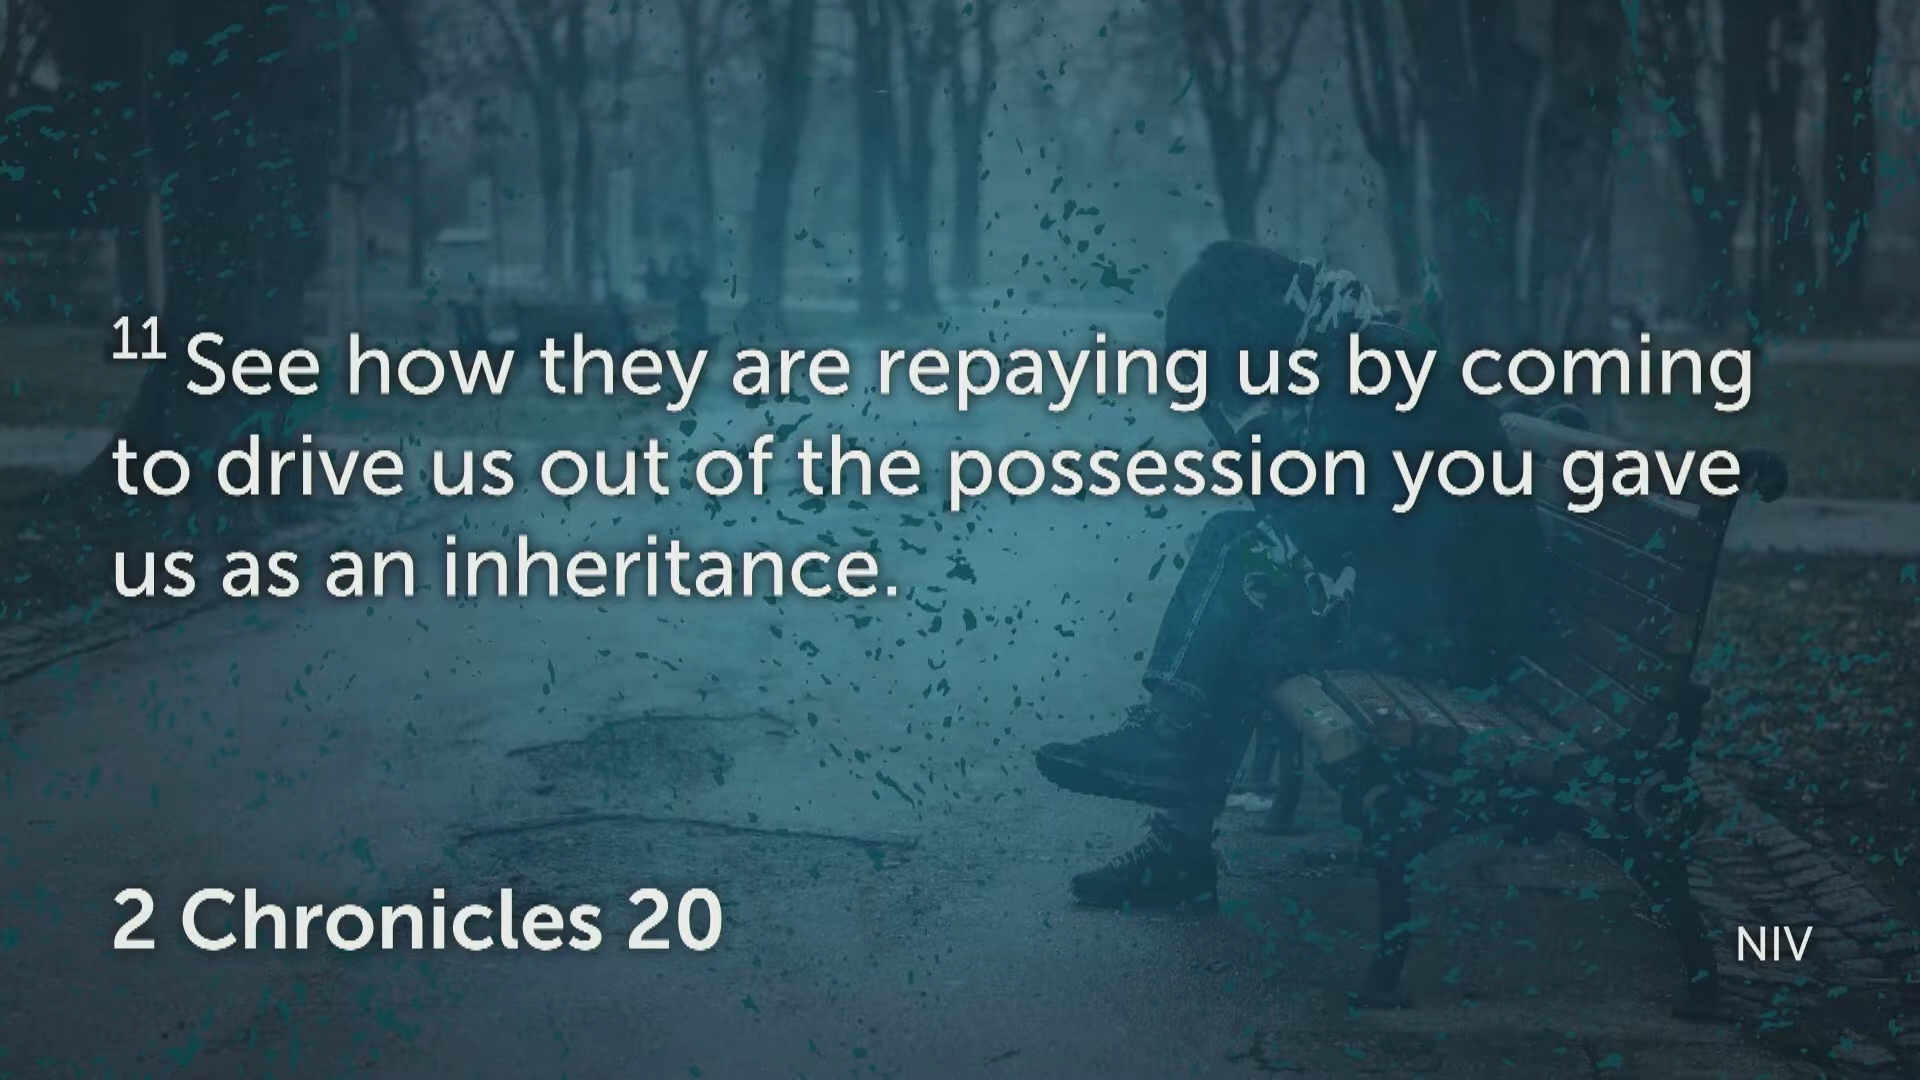 11 See how they are repaying us by coming
to drive us out of the possession you gave
us as an inheritance.
2 Chronicles 20
NIV